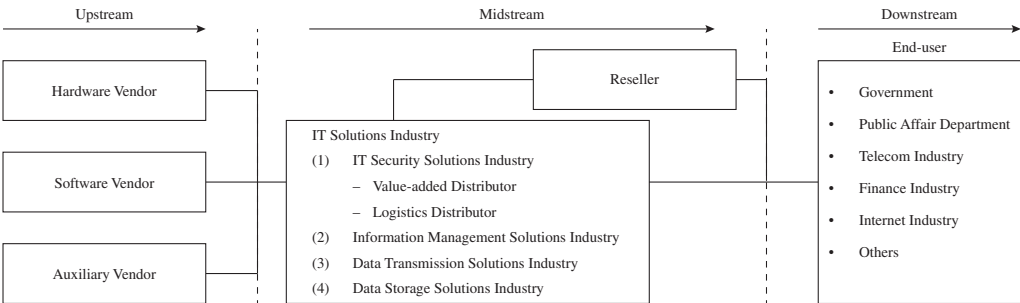 Upstream
Midstream
Downstream
End-user
Hardware Vendor
Software Vendor
Auxiliary Vendor
Reseller
IT Solutions Industry
(1) IT Security Solutions Industry
– Value-added Distributor
– Logistics Distributor
(2) Information Management Solutions Industry
(3) Data Transmission Solutions Industry
(4) Data Storage Solutions Industry
• Government
• Public Affair Department
• Telecom Industry
• Finance Industry
• Internet Industry
• Others